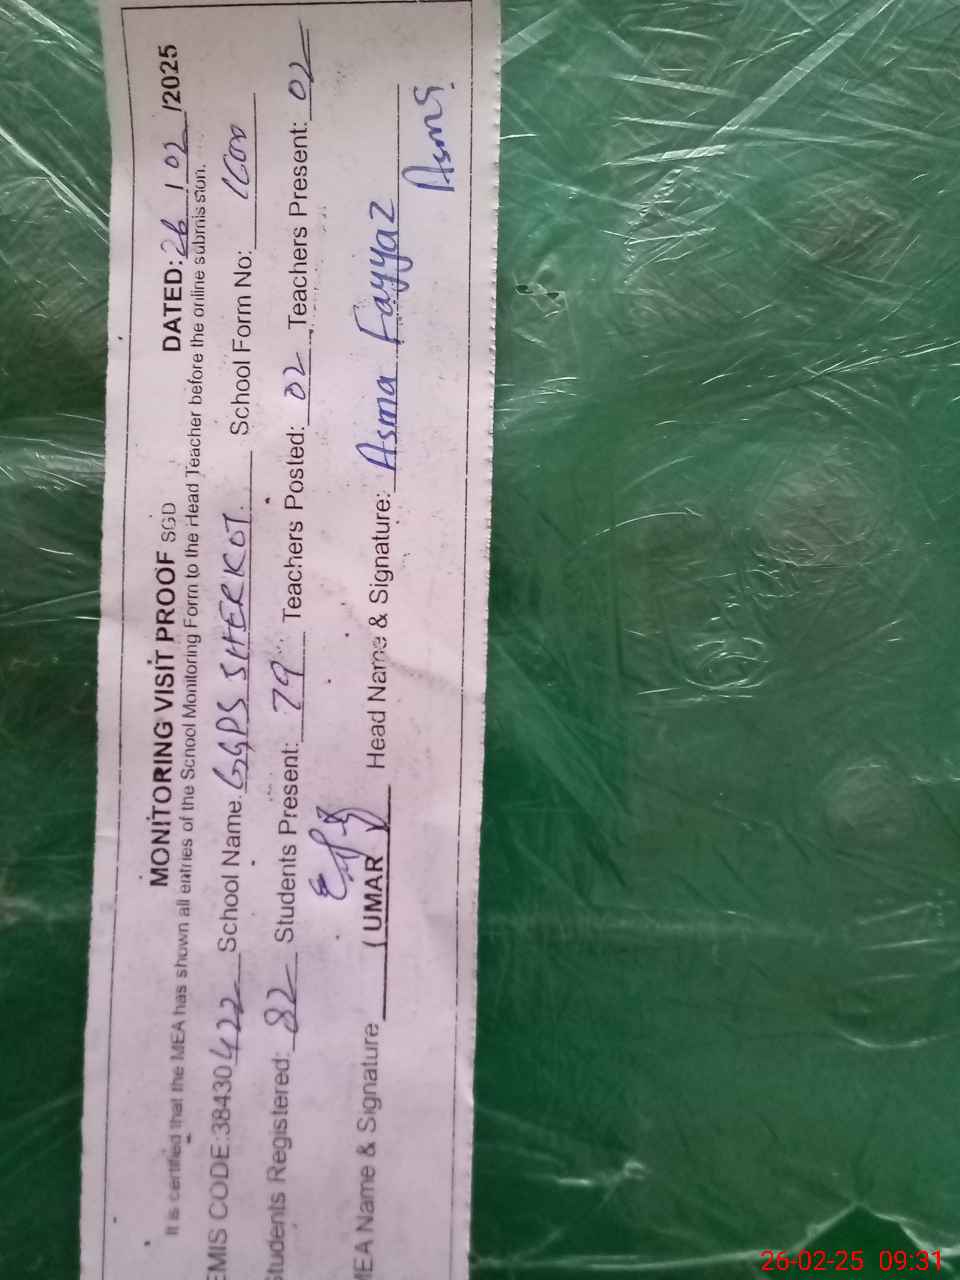 MONITORING VISIT PROOF SGD DATED: 26 / 02 /2025
It is certified that the MEA has shown all entries of the School Monitoring Form to the Head Teacher before the online submission.
EMIS CODE:38430422 School Name. GGPS SHERKOT. School Form No:
Students Registered: 82 Students Present: 79 Teachers Posted: 02 Teachers Present: 02
MEA Name & Signature (UMAR ) Head Name & Signature: Asma Fayyaz
Asma
26-02-25 09:31